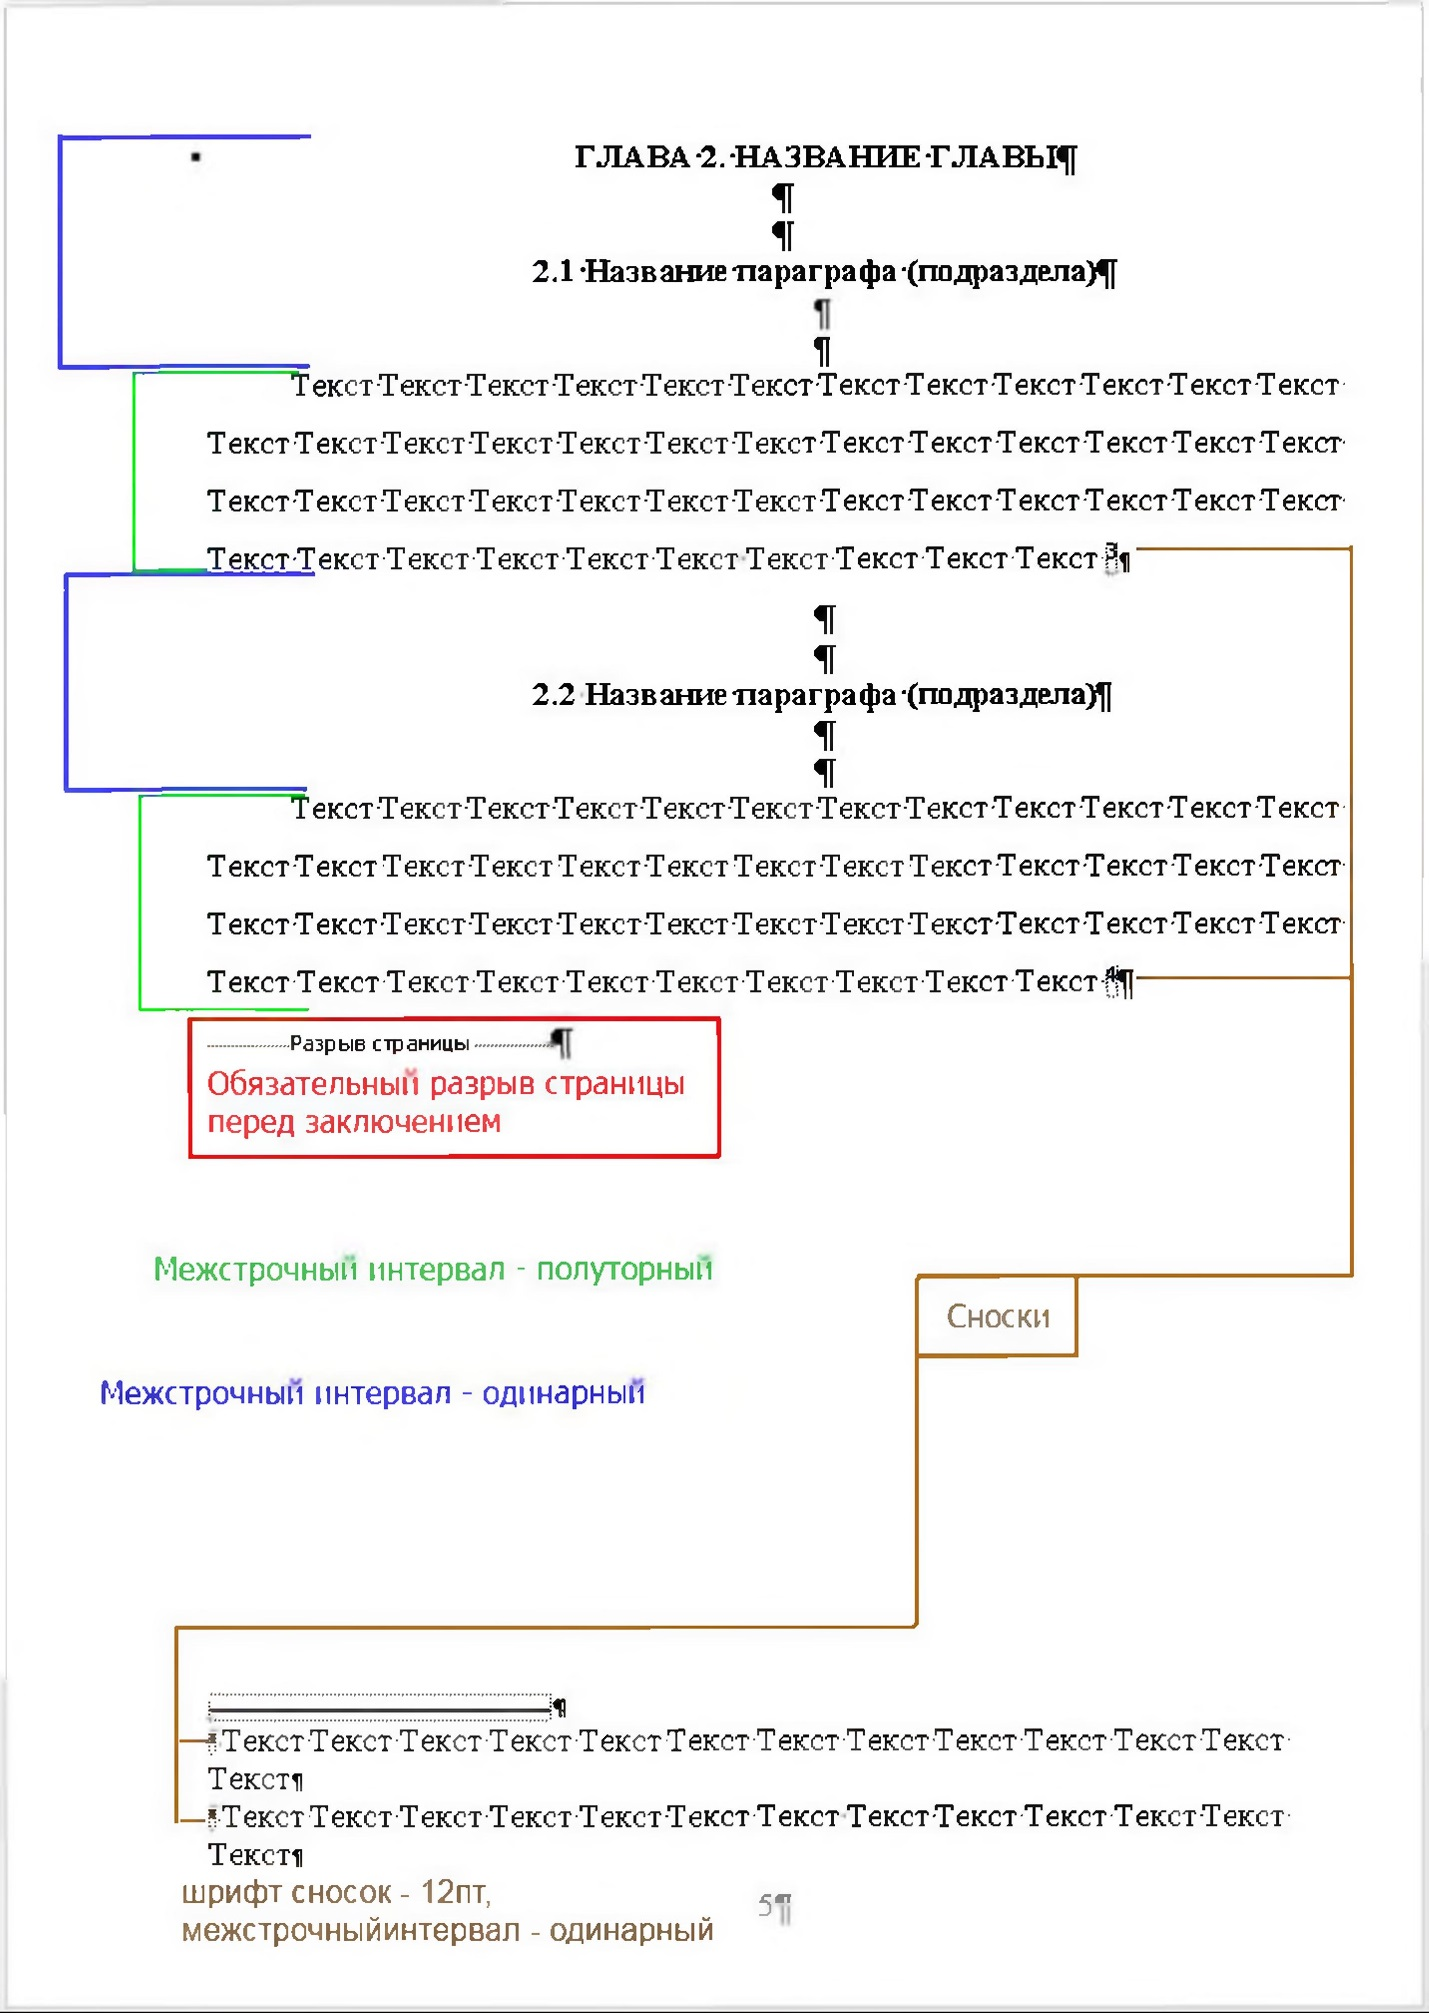 ГЛАВА·2.·НАЗВАНИЕ·ГЛАВЫ¶
¶
¶
2.1·Название·параграфа·(подраздела)¶
¶
¶
Текст·Текст·Текст·Текст·Текст·Текст·Текст·Текст·Текст·Текст·Текст·Текст·
Текст·Текст·Текст·Текст·Текст·Текст·Текст·Текст·Текст·Текст·Текст·Текст·Текст·
Текст·Текст·Текст·Текст·Текст·Текст·Текст·Текст·Текст·Текст·Текст·Текст·Текст·
Текст·Текст·Текст·Текст·Текст·Текст·Текст·Текст·Текст·Текст·3¶
¶
¶
2.2·Название·параграфа·(подраздела)¶
¶
¶
Текст·Текст·Текст·Текст·Текст·Текст·Текст·Текст·Текст·Текст·Текст·Текст·
Текст·Текст·Текст·Текст·Текст·Текст·Текст·Текст·Текст·Текст·Текст·Текст·Текст·
Текст·Текст·Текст·Текст·Текст·Текст·Текст·Текст·Текст·Текст·Текст·Текст·Текст·
Текст·Текст·Текст·Текст·Текст·Текст·Текст·Текст·Текст·Текст·4¶
Разрыв страницы¶
Обязательный разрыв страницы
перед заключением
Межстрочный интервал - полуторный
Сноски
Межстрочный интервал - одинарный
¶
Текст·Текст·Текст·Текст·Текст·Текст·Текст·Текст·Текст·Текст·Текст·Текст·
Текст¶
Текст·Текст·Текст·Текст·Текст·Текст·Текст·Текст·Текст·Текст·Текст·Текст·
Текст¶
шрифт сносок - 12пт,
межстрочныйинтервал - одинарный
5¶